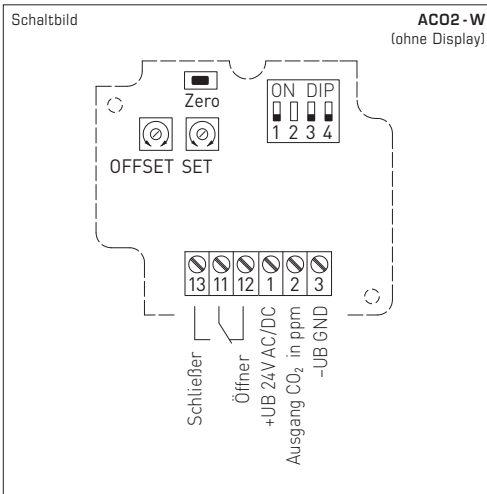 Schaltbild
ACO2-W
(ohne Display)
Zero
ON DIP
1 2 3 4
OFFSET SET
13 11 12 1 2 3
Schließer
Öffner
+UB 24V AC/DC
Ausgang CO₂ in ppm
–UB GND